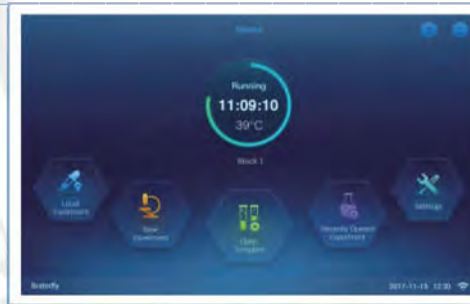 Running
11:09:10
39°C
Block 1
Local
Experiment
New
Experiment
Open
Template
Recently Opened
Experiment
Settings
2017-11-15 12:30